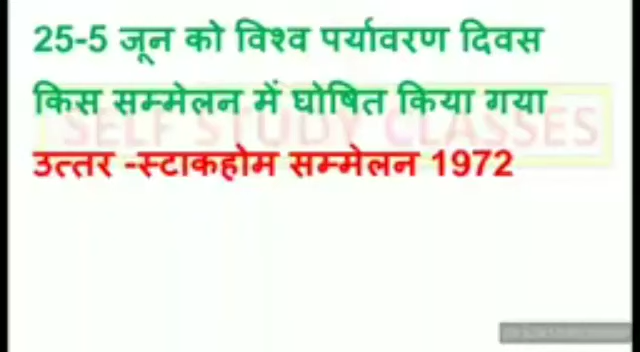 25-5 जून को विश्व पर्यावरण दिवस
किस सम्मेलन में घोषित किया गया
SELF STUDY CLASSES
उत्तर -स्टाकहोम सम्मेलन 1972